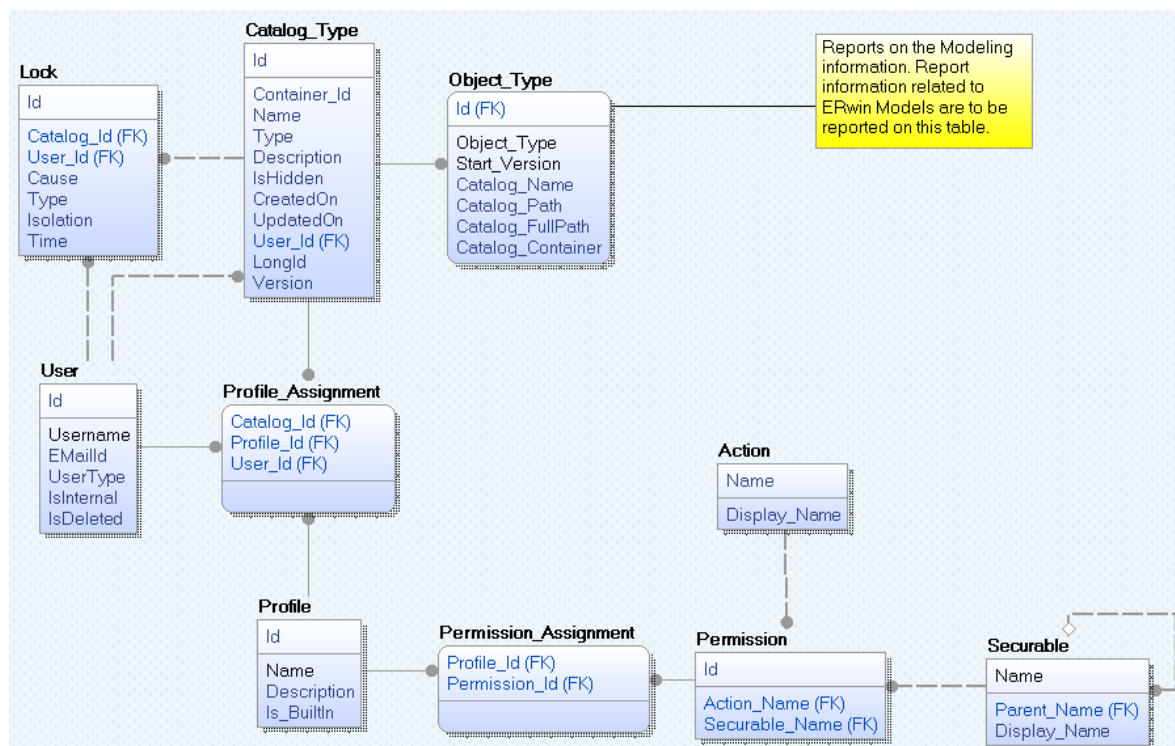 Catalog_Type
Id
Container_Id
Name
Type
Description
IsHidden
CreatedOn
UpdatedOn
User_Id (FK)
LongId
Version
Lock
Id
Catalog_Id (FK)
User_Id (FK)
Cause
Type
Isolation
Time
Object_Type
Id (FK)
Object_Type
Start_Version
Catalog_Name
Catalog_Path
Catalog_FullPath
Catalog_Container
Reports on the Modeling
information. Report
information related to
ERwin Models are to be
reported on this table.
User
Id
Username
EMailId
UserType
IsInternal
IsDeleted
Profile_Assignment
Catalog_Id (FK)
Profile_Id (FK)
User_Id (FK)
Action
Name
Display_Name
Profile
Id
Name
Description
Is_BuiltIn
Permission_Assignment
Profile_Id (FK)
Permission_Id (FK)
Permission
Id
Action_Name (FK)
Securable_Name (FK)
Securable
Name
Parent_Name (FK)
Display_Name